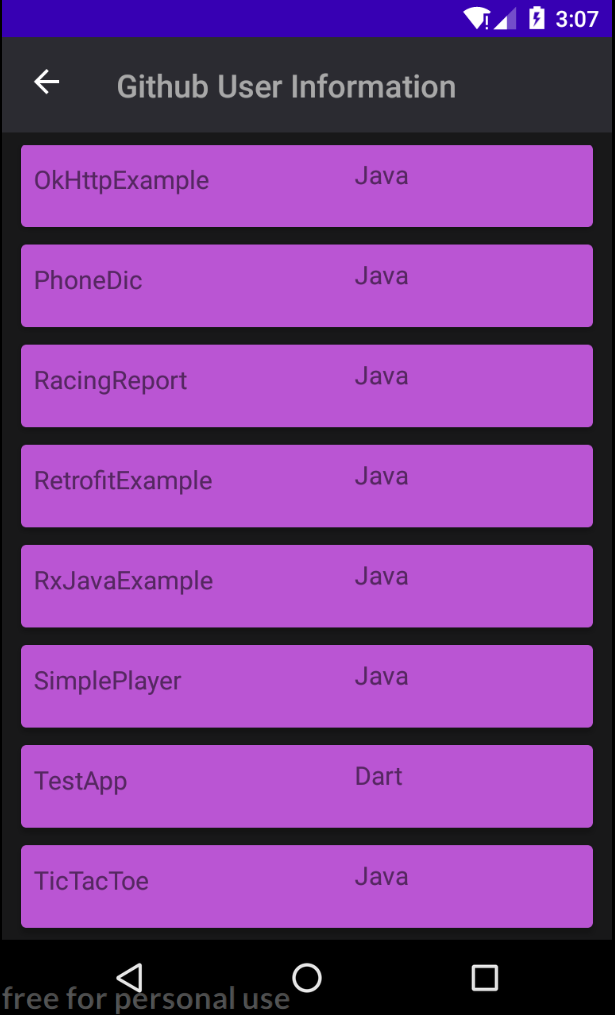 3:07
Github User Information
OkHttpExample Java
PhoneDic Java
RacingReport Java
RetrofitExample Java
RxJavaExample Java
SimplePlayer Java
TestApp Dart
TicTacToe Java
free for personal use